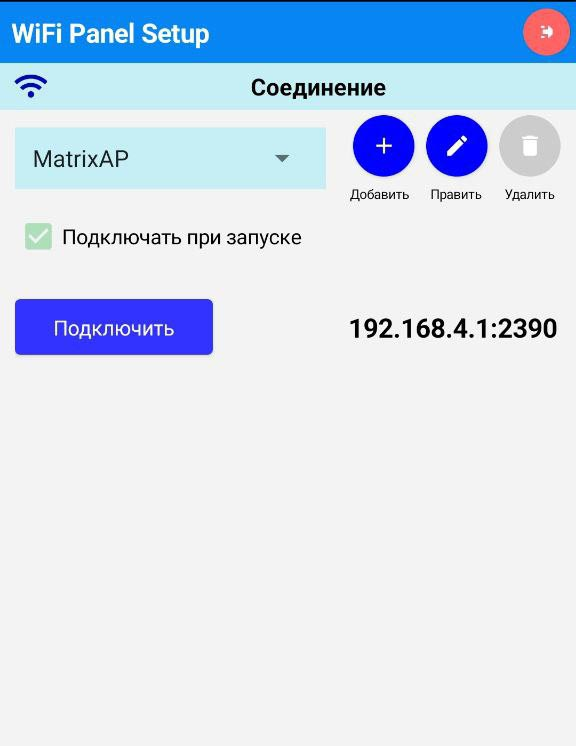 WiFi Panel Setup
Соединение
MatrixAP
Добавить Править Удалить
Подключать при запуске
Подключить 192.168.4.1:2390